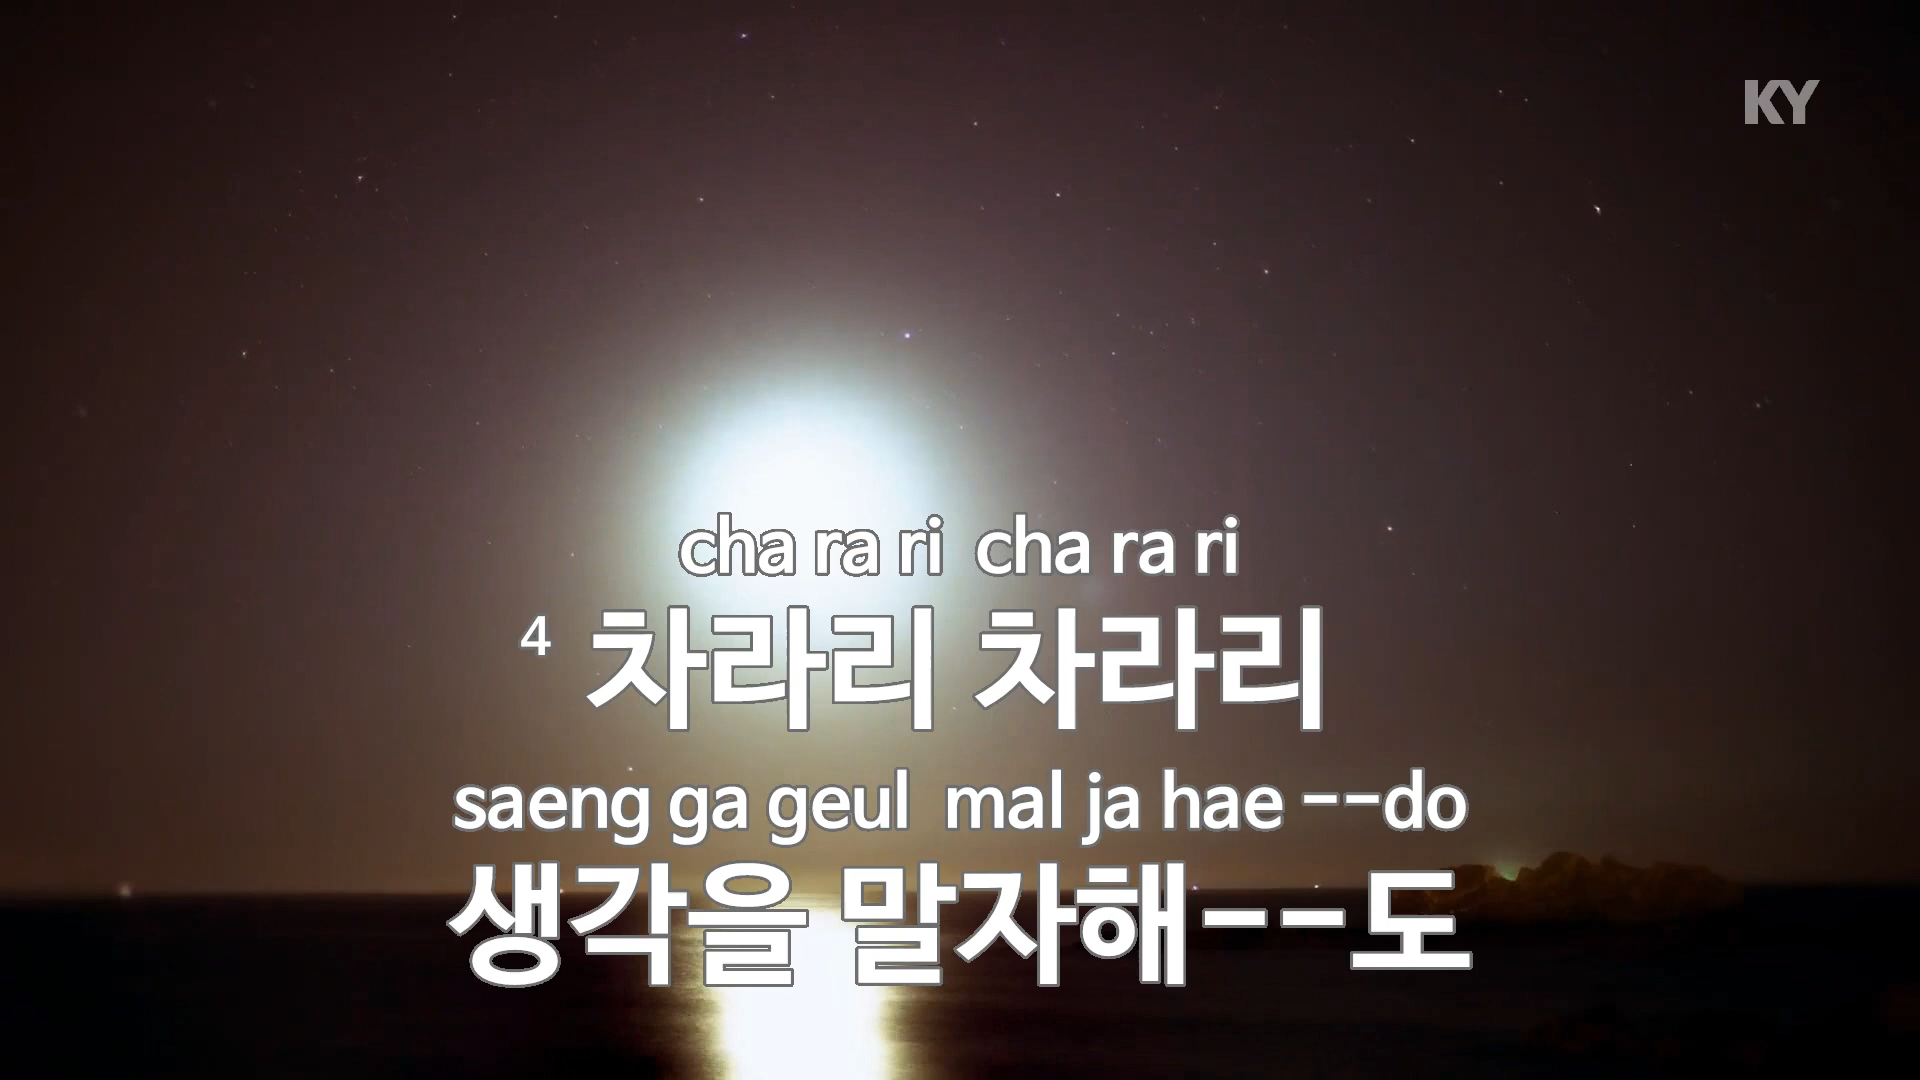 KY
cha ra ri cha ra ri
4 차라리 차라리
saeng ga geul mal ja hae --do
생각을 말자해--도